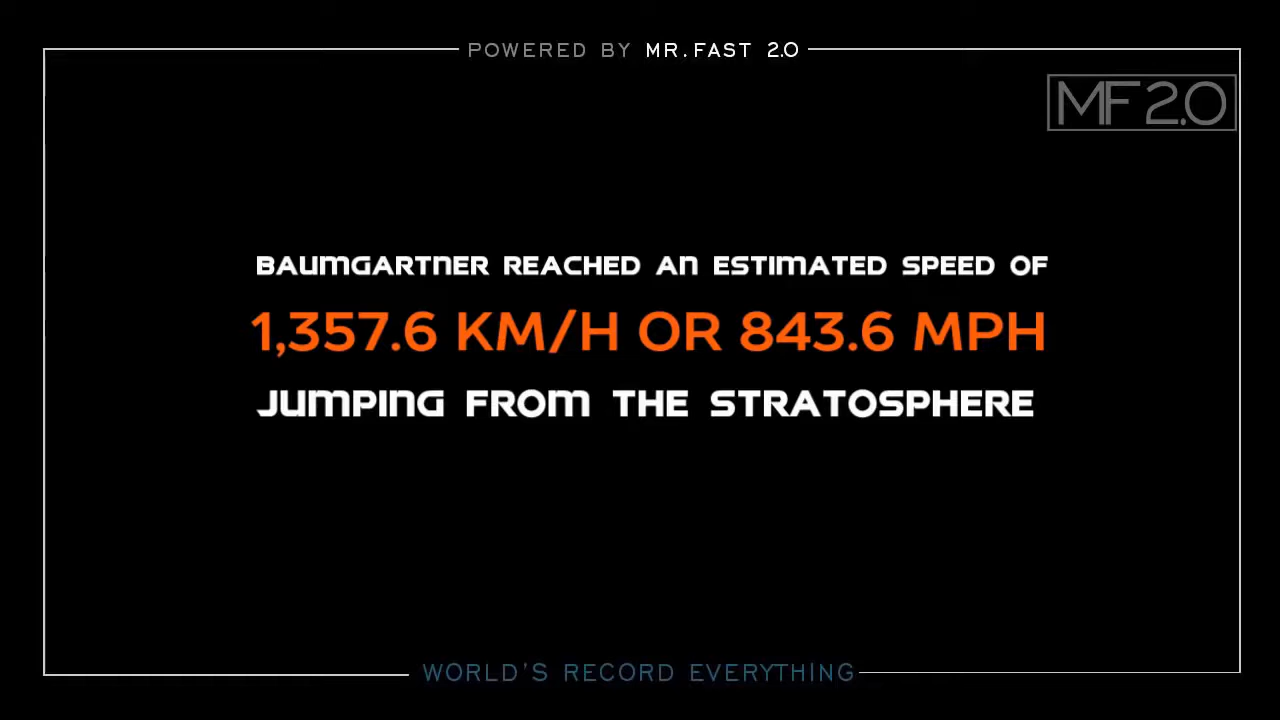 POWERED BY MR.FAST 2.0
MF 2.0
BAUMGARTNER REACHED AN ESTIMATED SPEED OF
1,357.6 KM/H OR 843.6 MPH
JUMPING FROM THE STRATOSPHERE
WORLD'S RECORD EVERYTHING